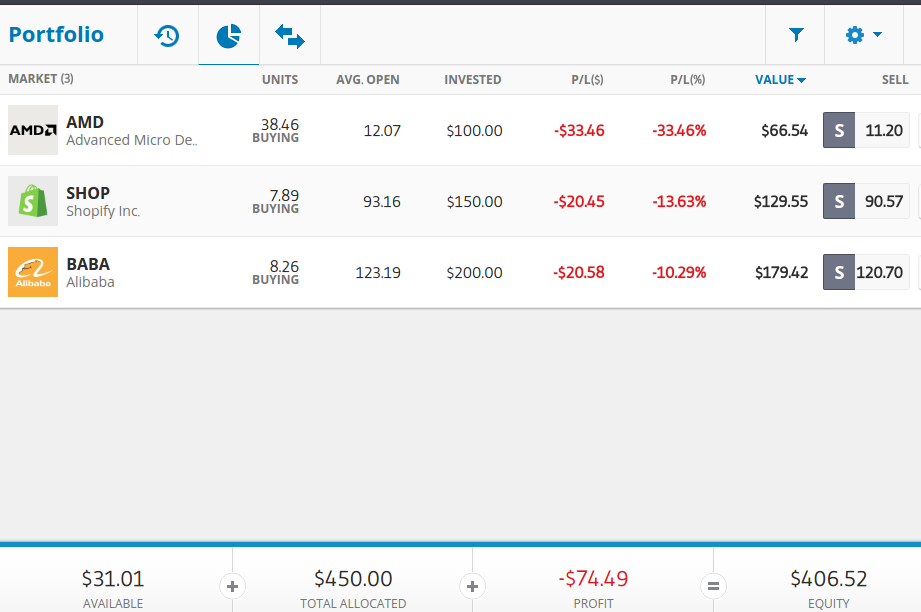 Portfolio
MARKET (3) UNITS AVG. OPEN INVESTED P/L($) P/L(%) VALUE SELL
AMD AMD 38.46 12.07 $100.00 -$33.46 -33.46% $66.54 S 11.20
Advanced Micro De.. BUYING
SHOP 7.89 93.16 $150.00 -$20.45 -13.63% $129.55 S 90.57
Shopify Inc. BUYING
BABA 8.26 123.19 $200.00 -$20.58 -10.29% $179.42 S 120.70
Alibaba Alibaba BUYING
$31.01 + $450.00 + -$74.49 = $406.52
AVAILABLE TOTAL ALLOCATED PROFIT EQUITY